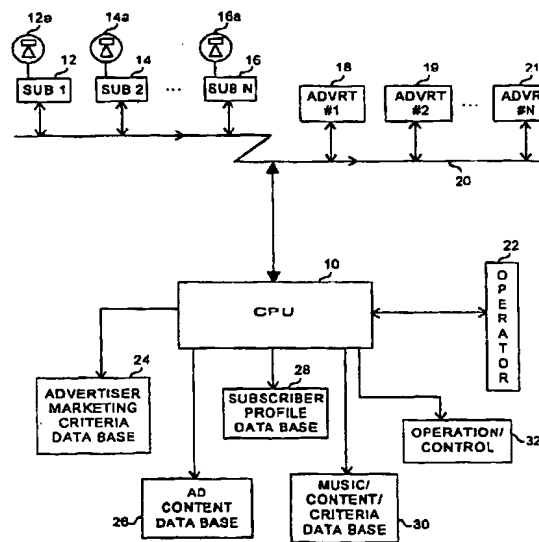 12a 14a 16a
12 14 16
SUB 1 SUB 2 ... SUB N
18 19 21
ADVRT #1 ADVRT #2 ... ADVR #N
20
10
CPU
22
OPERATOR
24
ADVERTISER MARKETING CRITERIA DATA BASE
28
SUBSCRIBER PROFILE DATA BASE
OPERATION/ CONTROL
32
26
AD CONTENT DATA BASE
MUSIC/ CONTENT/ CRITERIA DATA BASE
30